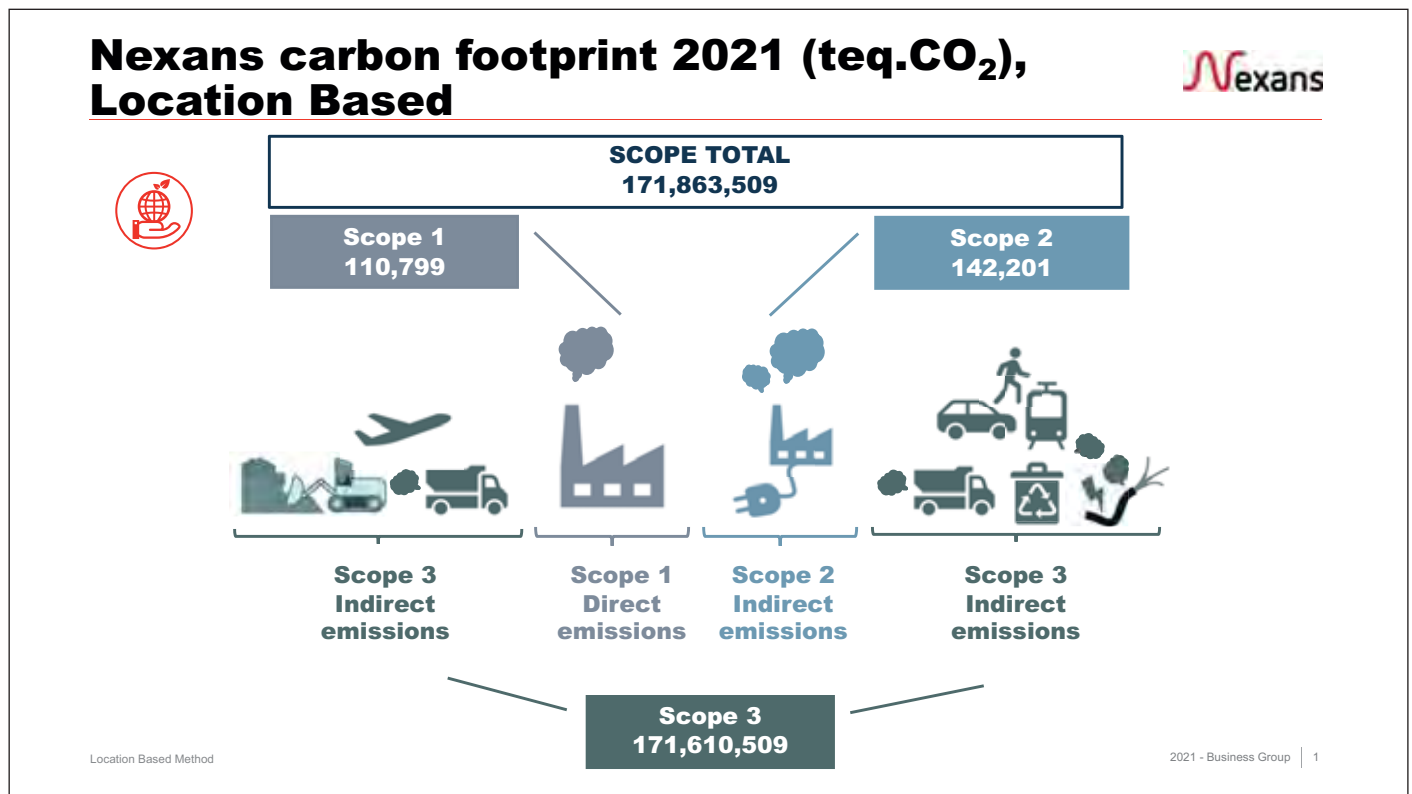 Nexans carbon footprint 2021 (teq.CO₂),
Location Based
Nexans
SCOPE TOTAL
171,863,509
Scope 1
110,799
Scope 2
142,201
Scope 3
Indirect
emissions
Scope 1
Direct
emissions
Scope 2
Indirect
emissions
Scope 3
Indirect
emissions
Scope 3
171,610,509
Location Based Method
2021 - Business Group 1